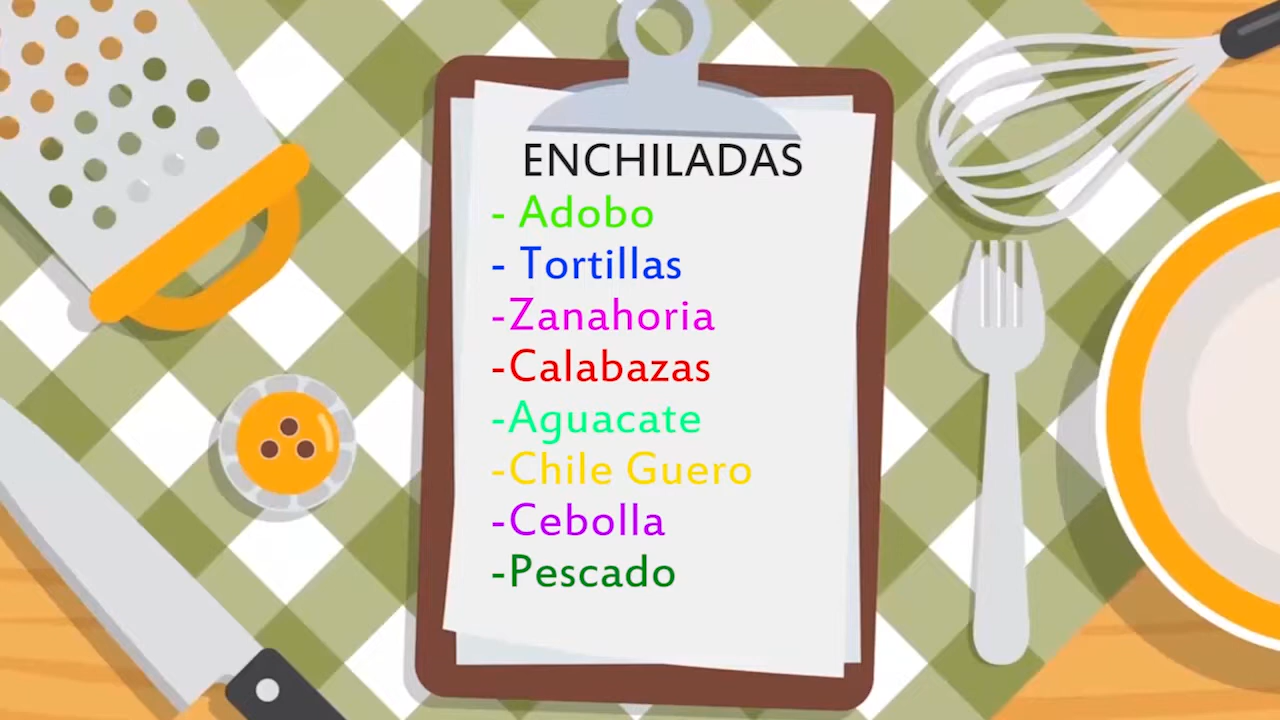 ENCHILADAS
- Adobo
- Tortillas
-Zanahoria
-Calabazas
-Aguacate
-Chile Guero
-Cebolla
-Pescado